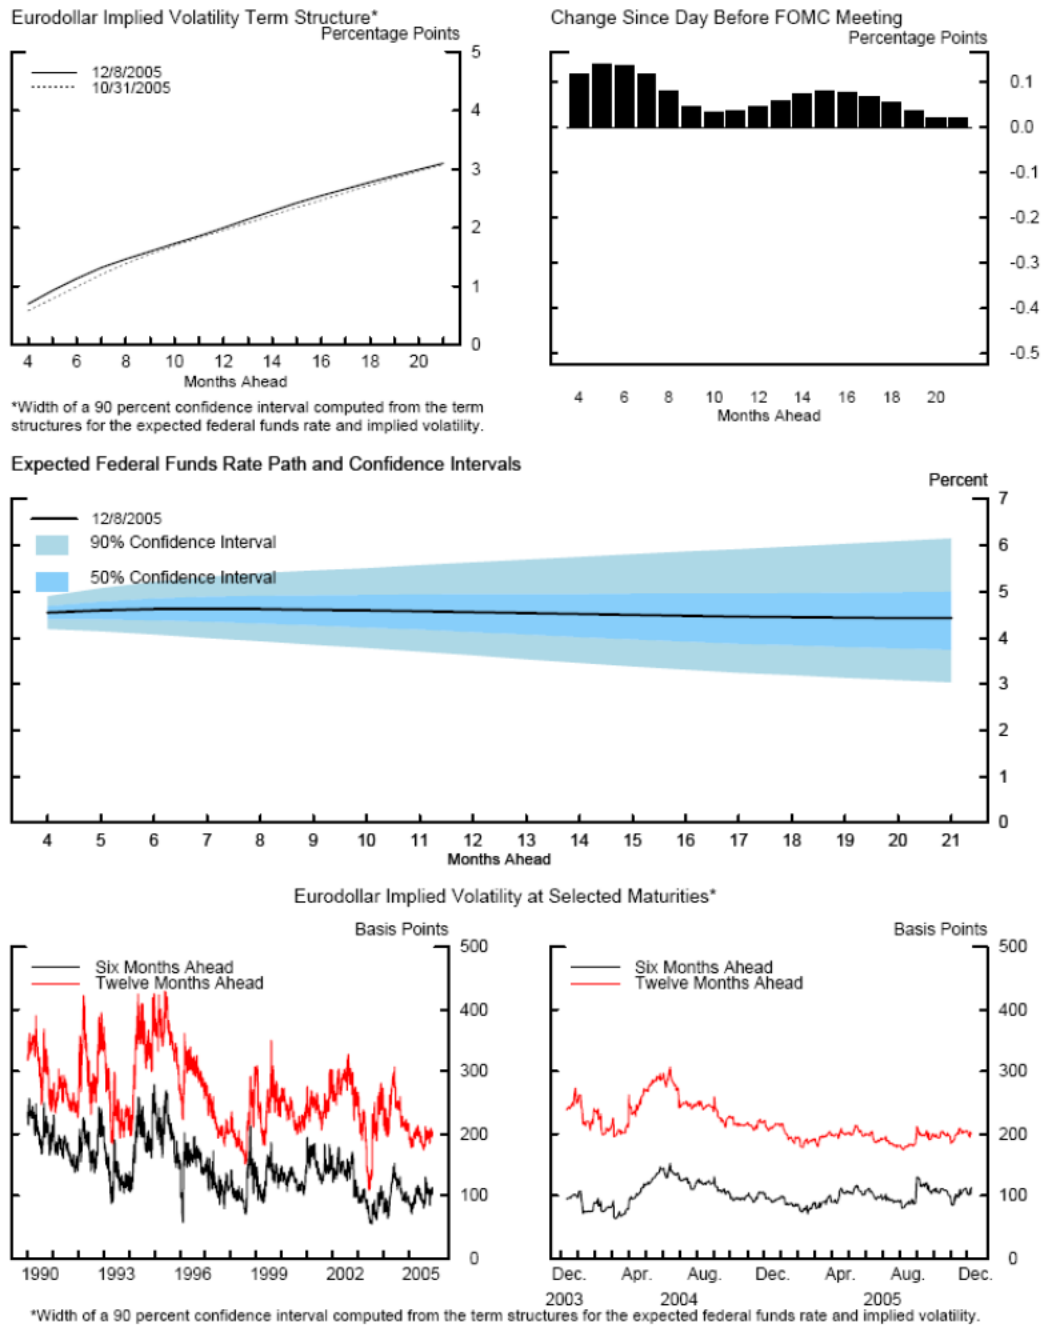 Eurodollar Implied Volatility Term Structure*
Percentage Points
12/8/2005
10/31/2005
5
4
3
2
1
0
4 6 8 10 12 14 16 18 20
Months Ahead
*Width of a 90 percent confidence interval computed from the term
structures for the expected federal funds rate and implied volatility.
Change Since Day Before FOMC Meeting
Percentage Points
0.1
0.0
-0.1
-0.2
-0.3
-0.4
-0.5
4 6 8 10 12 14 16 18 20
Months Ahead
Expected Federal Funds Rate Path and Confidence Intervals
Percent
12/8/2005
90% Confidence Interval
50% Confidence Interval
7
6
5
4
3
2
1
0
4 5 6 7 8 9 10 11 12 13 14 15 16 17 18 19 20 21
Months Ahead
Eurodollar Implied Volatility at Selected Maturities*
Basis Points
Six Months Ahead
Twelve Months Ahead
500
400
300
200
100
0
1990 1993 1996 1999 2002 2005
Basis Points
Six Months Ahead
Twelve Months Ahead
500
400
300
200
100
0
Dec. Apr. Aug. Dec. Apr. Aug. Dec.
2003 2004 2005
*Width of a 90 percent confidence interval computed from the term structures for the expected federal funds rate and implied volatility.